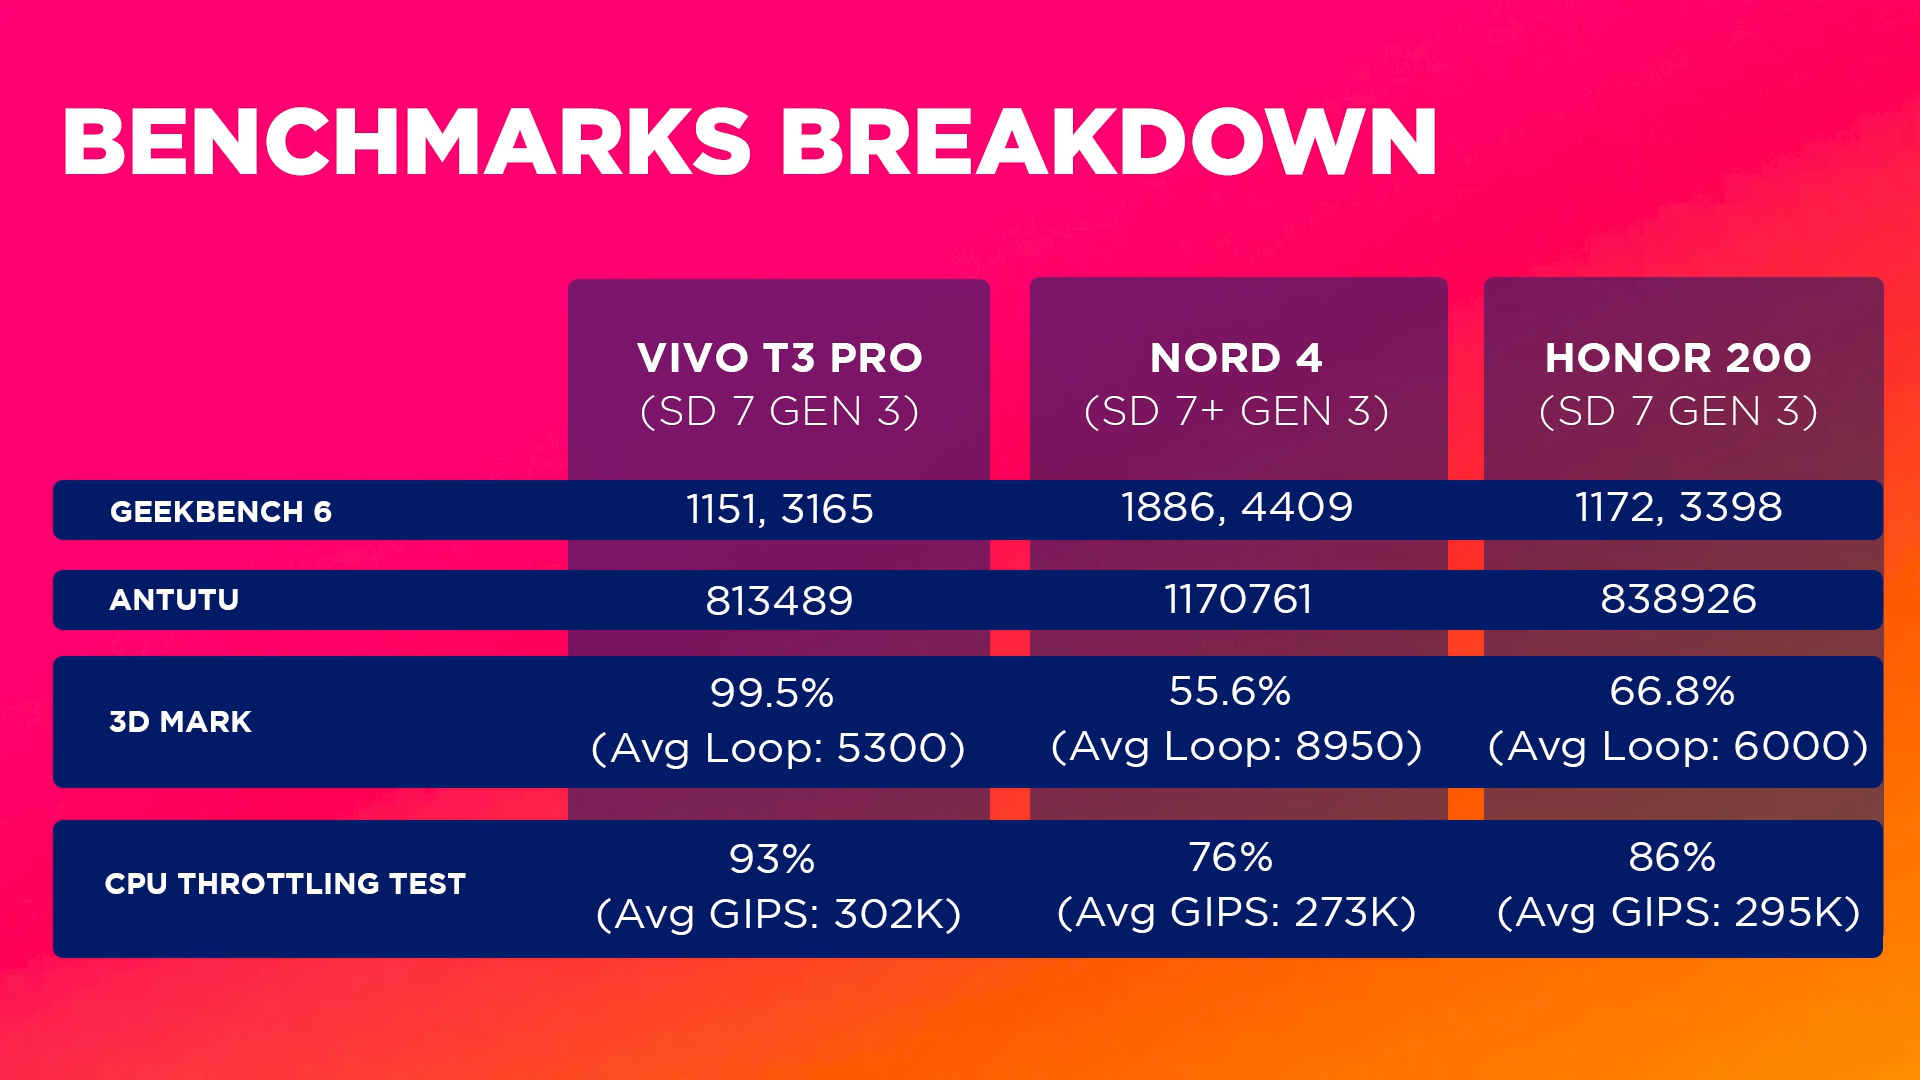 BENCHMARKS BREAKDOWN
VIVO T3 PRO
(SD 7 GEN 3)
NORD 4
(SD 7+ GEN 3)
HONOR 200
(SD 7 GEN 3)
GEEKBENCH 6
1151, 3165
1886, 4409
1172, 3398
ANTUTU
813489
1170761
838926
3D MARK
99.5%
(Avg Loop: 5300)
55.6%
(Avg Loop: 8950)
66.8%
(Avg Loop: 6000)
CPU THROTTLING TEST
93%
(Avg GIPS: 302K)
76%
(Avg GIPS: 273K)
86%
(Avg GIPS: 295K)